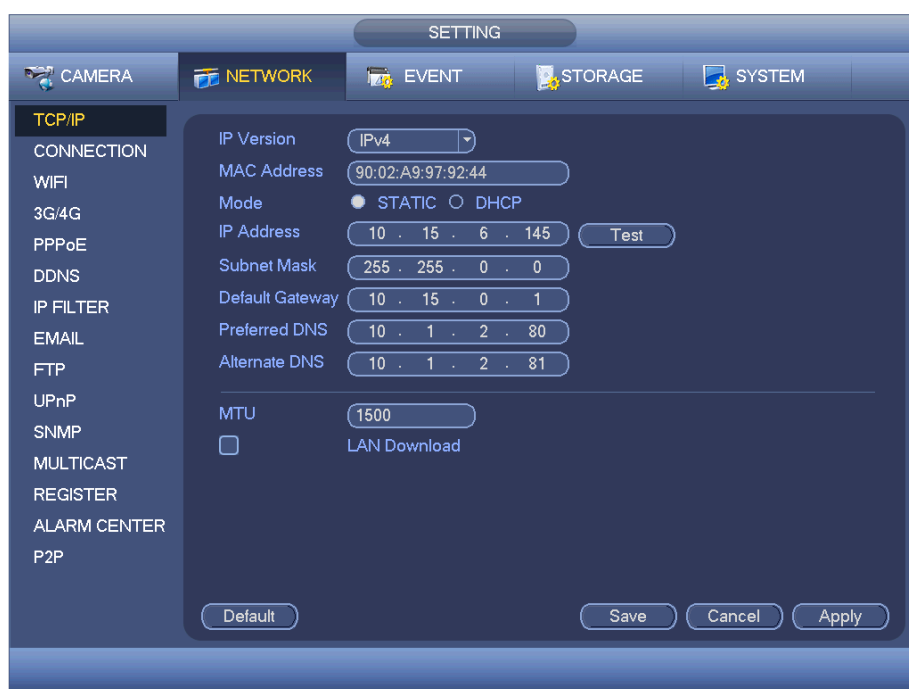 SETTING
CAMERA NETWORK EVENT STORAGE SYSTEM
TCP/IP
CONNECTION
WIFI
3G/4G
PPPoE
DDNS
IP FILTER
EMAIL
FTP
UPnP
SNMP
MULTICAST
REGISTER
ALARM CENTER
P2P
IP Version IPv4
MAC Address 90:02:A9:97:92:44
Mode STATIC DHCP
IP Address 10 . 15 . 6 . 145 Test
Subnet Mask 255 . 255 . 0 . 0
Default Gateway 10 . 15 . 0 . 1
Preferred DNS 10 . 1 . 2 . 80
Alternate DNS 10 . 1 . 2 . 81
MTU 1500
LAN Download
Default Save Cancel Apply